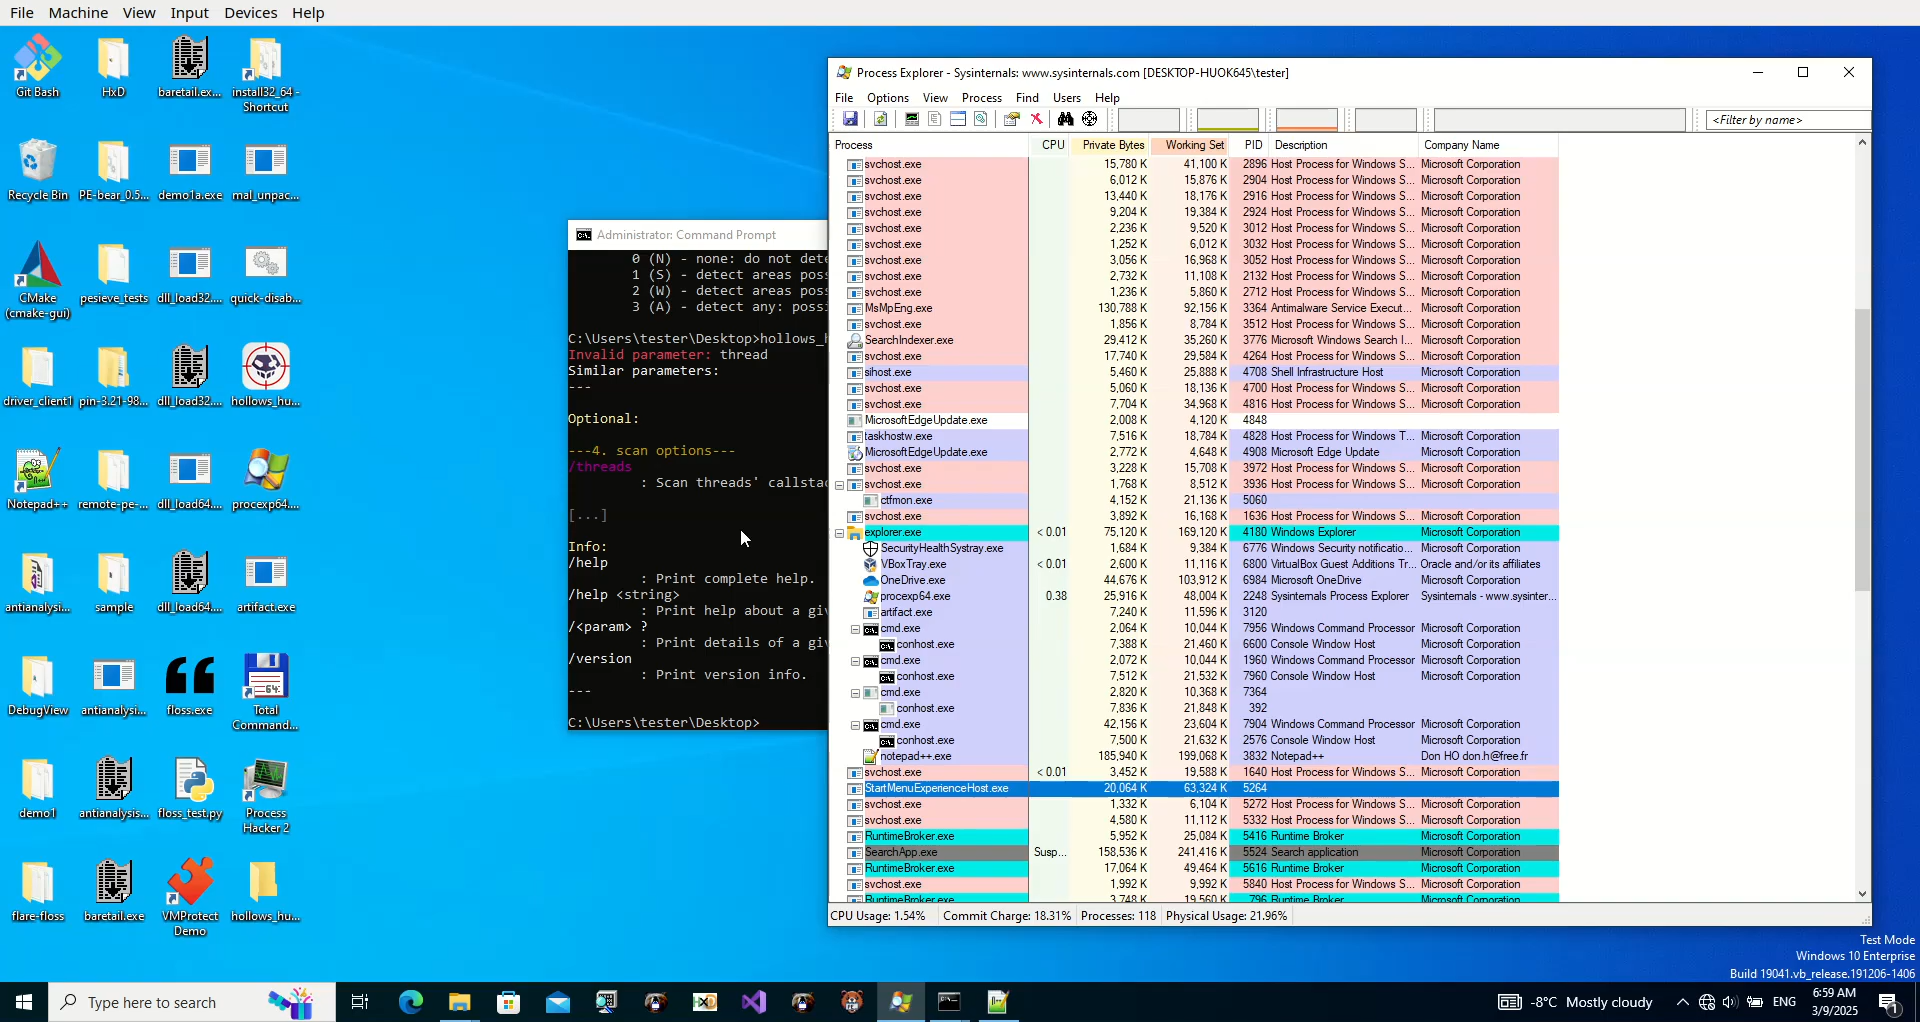 File Machine View Input Devices Help
Git Bash
HxD
baretail.ex...
install32_64 - Shortcut
Recycle Bin
PE-bear_0.5...
demo1a.exe
mal_unpac...
CMake (cmake-gui)
pesieve_tests
dll_load32....
quick-disab...
driver_client1
pin-3.21-98...
dll_load32....
hollows_hu...
Notepad++
remote-pe-...
dll_load64....
procexp64....
antianalysi...
sample
dll_load64....
artifact.exe
DebugView
antianalysi...
floss.exe
Total Command...
demo1
antianalysis...
floss_test.py
Process Hacker 2
flare-floss
baretail.exe
VMProtect Demo
hollows_hu...
Administrator: Command Prompt
0 (N) - none: do not dete
1 (S) - detect areas poss
2 (W) - detect areas poss
3 (A) - detect any: possi
C:\Users\tester\Desktop>hollows_h
Invalid parameter: thread
Similar parameters:
---
Optional:
---4. scan options---
/threads
: Scan threads' callstac
[...]
Info:
/help
: Print complete help.
/help <string>
: Print help about a giv
/<param> ?
: Print details of a giv
/version
: Print version info.
---
C:\Users\tester\Desktop>
Process Explorer - Sysinternals: www.sysinternals.com [DESKTOP-HUOK645\tester]
File Options View Process Find Users Help
<Filter by name>
Process CPU Private Bytes Working Set PID Description Company Name
svchost.exe 15,780 K 41,100 K 2896 Host Process for Windows S... Microsoft Corporation
svchost.exe 6,012 K 15,876 K 2904 Host Process for Windows S... Microsoft Corporation
svchost.exe 13,440 K 18,176 K 2916 Host Process for Windows S... Microsoft Corporation
svchost.exe 9,204 K 19,384 K 2924 Host Process for Windows S... Microsoft Corporation
svchost.exe 2,236 K 9,520 K 3012 Host Process for Windows S... Microsoft Corporation
svchost.exe 1,252 K 6,012 K 3032 Host Process for Windows S... Microsoft Corporation
svchost.exe 3,056 K 16,968 K 3052 Host Process for Windows S... Microsoft Corporation
svchost.exe 2,732 K 11,108 K 2132 Host Process for Windows S... Microsoft Corporation
svchost.exe 1,236 K 5,860 K 2712 Host Process for Windows S... Microsoft Corporation
MsMpEng.exe 130,788 K 92,156 K 3364 Antimalware Service Execut... Microsoft Corporation
svchost.exe 1,856 K 8,784 K 3512 Host Process for Windows S... Microsoft Corporation
SearchIndexer.exe 29,412 K 35,260 K 3776 Microsoft Windows Search I... Microsoft Corporation
svchost.exe 17,740 K 29,584 K 4264 Host Process for Windows S... Microsoft Corporation
sihost.exe 5,460 K 25,888 K 4708 Shell Infrastructure Host Microsoft Corporation
svchost.exe 5,060 K 18,136 K 4700 Host Process for Windows S... Microsoft Corporation
svchost.exe 7,704 K 34,968 K 4816 Host Process for Windows S... Microsoft Corporation
MicrosoftEdgeUpdate.exe 2,008 K 4,120 K 4848
taskhostw.exe 7,516 K 18,784 K 4828 Host Process for Windows T... Microsoft Corporation
MicrosoftEdgeUpdate.exe 2,772 K 4,648 K 4908 Microsoft Edge Update Microsoft Corporation
svchost.exe 3,228 K 15,708 K 3972 Host Process for Windows S... Microsoft Corporation
svchost.exe 1,768 K 8,512 K 3936 Host Process for Windows S... Microsoft Corporation
ctfmon.exe 4,152 K 21,136 K 5060
svchost.exe 3,892 K 16,168 K 1636 Host Process for Windows S... Microsoft Corporation
explorer.exe < 0.01 75,120 K 169,120 K 4180 Windows Explorer Microsoft Corporation
SecurityHealthSystray.exe 1,684 K 9,384 K 6776 Windows Security notificatio... Microsoft Corporation
VBoxTray.exe < 0.01 2,600 K 11,116 K 6800 VirtualBox Guest Additions Tr... Oracle and/or its affiliates
OneDrive.exe 44,676 K 103,912 K 6984 Microsoft OneDrive Microsoft Corporation
procexp64.exe 0.38 25,916 K 48,004 K 2248 Sysinternals Process Explorer Sysinternals - www.sysinter...
artifact.exe 7,240 K 11,596 K 3120
cmd.exe 2,064 K 10,044 K 7956 Windows Command Processor Microsoft Corporation
conhost.exe 7,388 K 21,460 K 6600 Console Window Host Microsoft Corporation
cmd.exe 2,072 K 10,044 K 1960 Windows Command Processor Microsoft Corporation
conhost.exe 7,512 K 21,532 K 7960 Console Window Host Microsoft Corporation
cmd.exe 2,820 K 10,368 K 7364
conhost.exe 7,836 K 21,848 K 392
cmd.exe 42,156 K 23,604 K 7904 Windows Command Processor Microsoft Corporation
conhost.exe 7,500 K 21,632 K 2576 Console Window Host Microsoft Corporation
notepad++.exe 185,940 K 199,068 K 3832 Notepad++ Don HO don.h@free.fr
svchost.exe < 0.01 3,452 K 19,588 K 1640 Host Process for Windows S... Microsoft Corporation
StartMenuExperienceHost.exe 20,064 K 63,324 K 5264
svchost.exe 1,332 K 6,104 K 5272 Host Process for Windows S... Microsoft Corporation
svchost.exe 4,580 K 11,112 K 5332 Host Process for Windows S... Microsoft Corporation
RuntimeBroker.exe 5,952 K 25,084 K 5416 Runtime Broker Microsoft Corporation
SearchApp.exe Susp... 158,536 K 241,416 K 5524 Search application Microsoft Corporation
RuntimeBroker.exe 17,064 K 49,464 K 5616 Runtime Broker Microsoft Corporation
svchost.exe 1,992 K 9,992 K 5840 Host Process for Windows S... Microsoft Corporation
RuntimeBroker.exe 3,748 K 19,560 K 796 Runtime Broker Microsoft Corporation
CPU Usage: 1.54% Commit Charge: 18.31% Processes: 118 Physical Usage: 21.96%
Test Mode
Windows 10 Enterprise
Build 19041.vb_release.191206-1406
Type here to search
-8°C Mostly cloudy
ENG
6:59 AM
3/9/2025
1